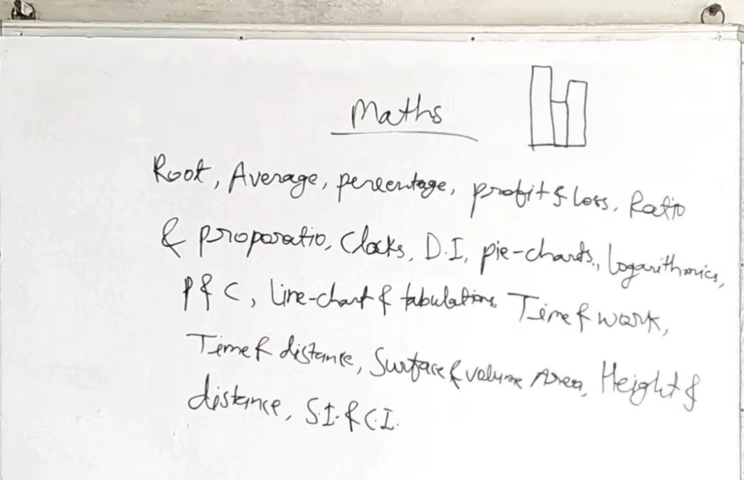 Maths
Root, Average, percentage, profit & loss, Ratio
& proporatio, Clocks, D.I, pie-charts, Logarithmics,
P & C, Line-chart & tabulations, Time & work,
Time & distance, Surface & volume Area, Height &
distance, S.I. & C.I.